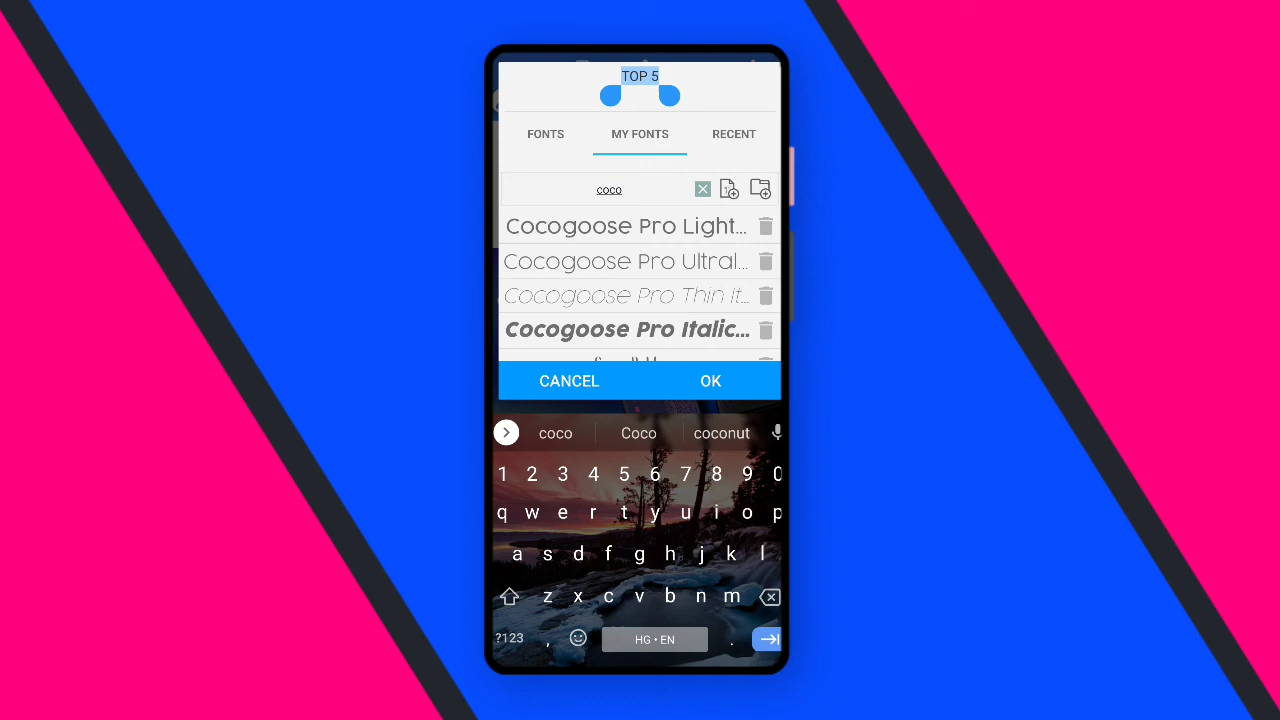 TOP 5
FONTS MY FONTS RECENT
coco
Cocogoose Pro Light...
Cocogoose Pro Ultral...
Cocogoose Pro Thin It...
Cocogoose Pro Italic...
CANCEL OK
coco Coco coconut
1 2 3 4 5 6 7 8 9 0
q w e r t y u i o p
a s d f g h j k l
z x c v b n m
?123 , HG • EN .